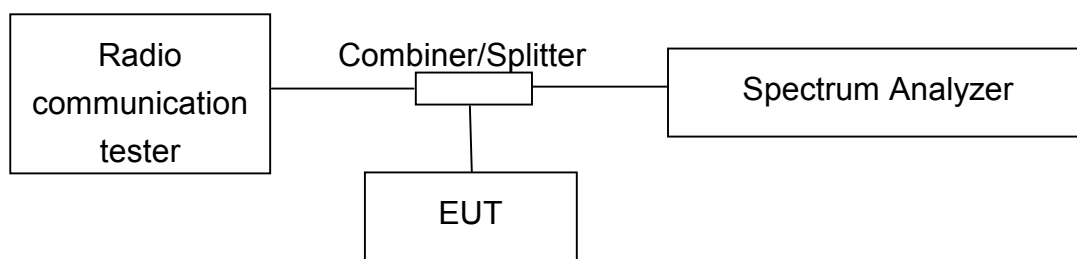 Radio
communication
tester
Combiner/Splitter
Spectrum Analyzer
EUT